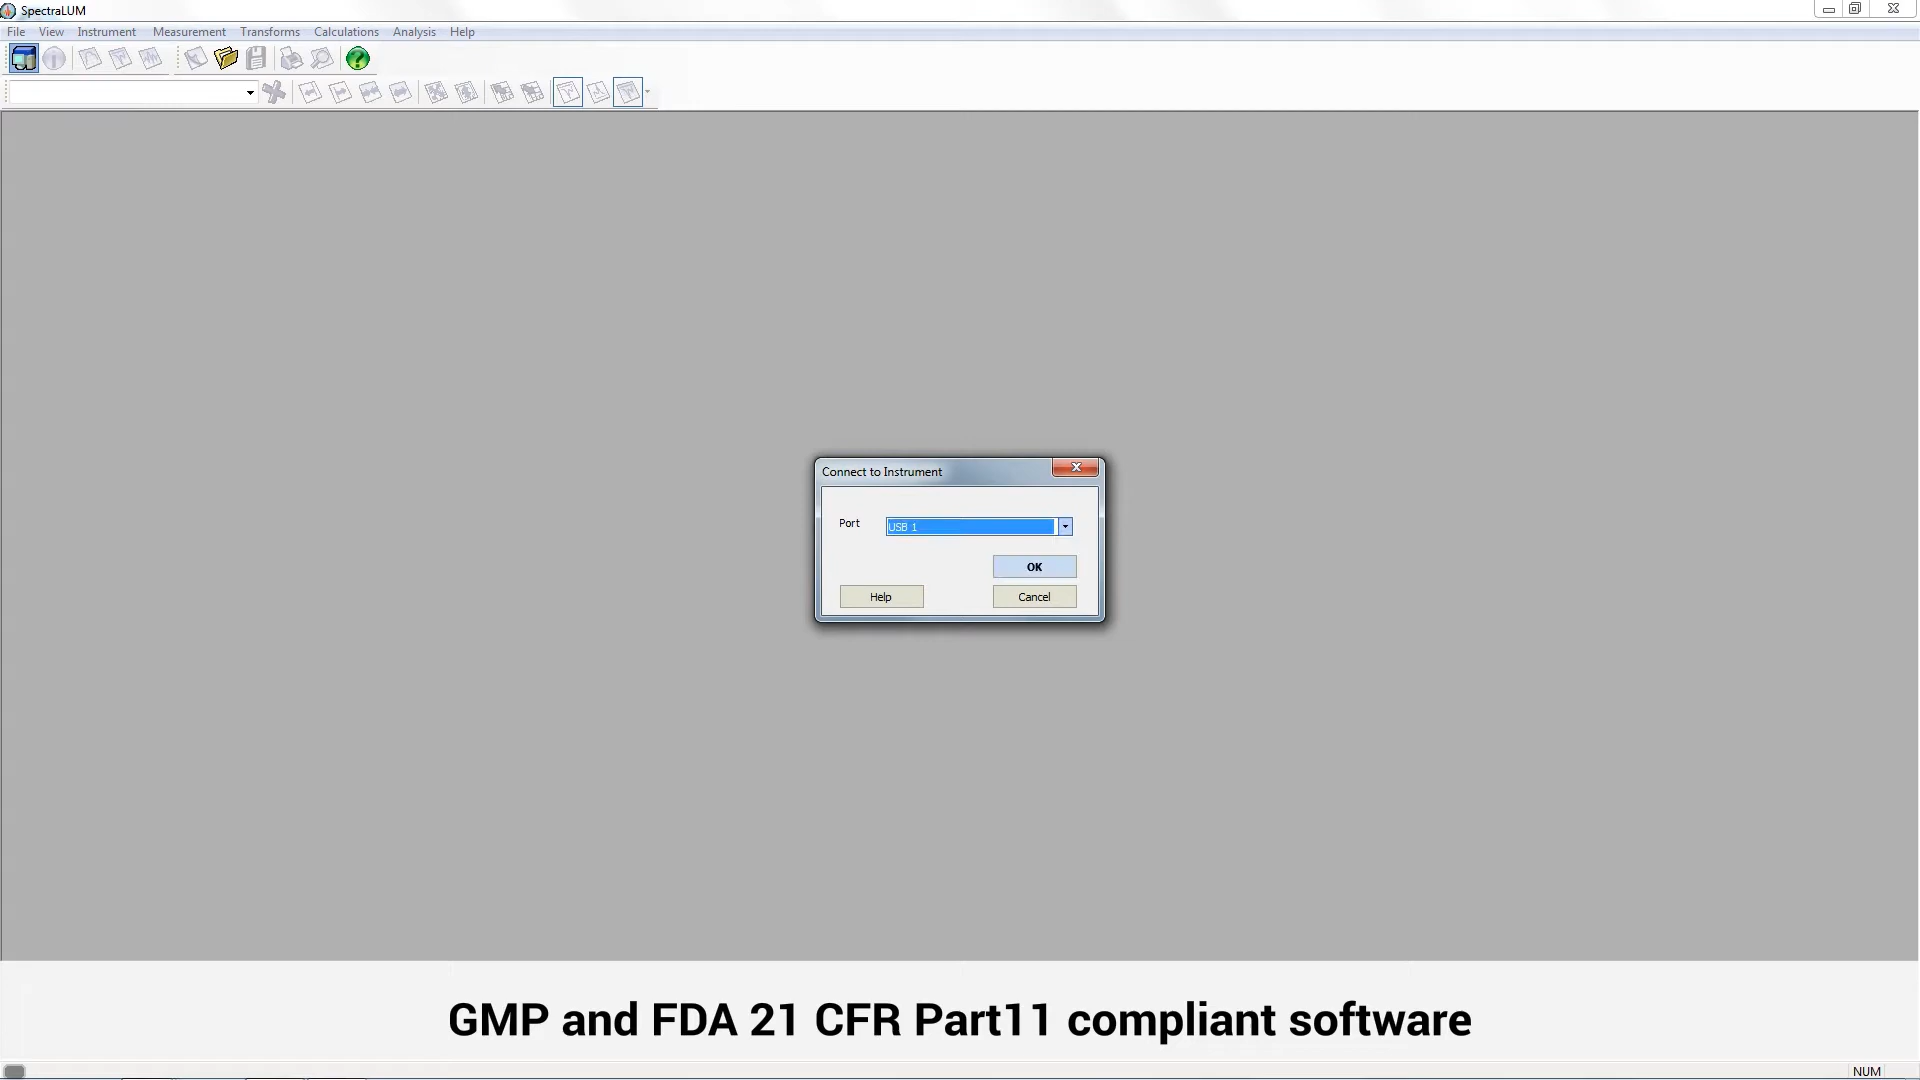 SpectraLUM
File View Instrument Measurement Transforms Calculations Analysis Help
Connect to Instrument
Port USB 1
OK
Help Cancel
GMP and FDA 21 CFR Part11 compliant software
NUM